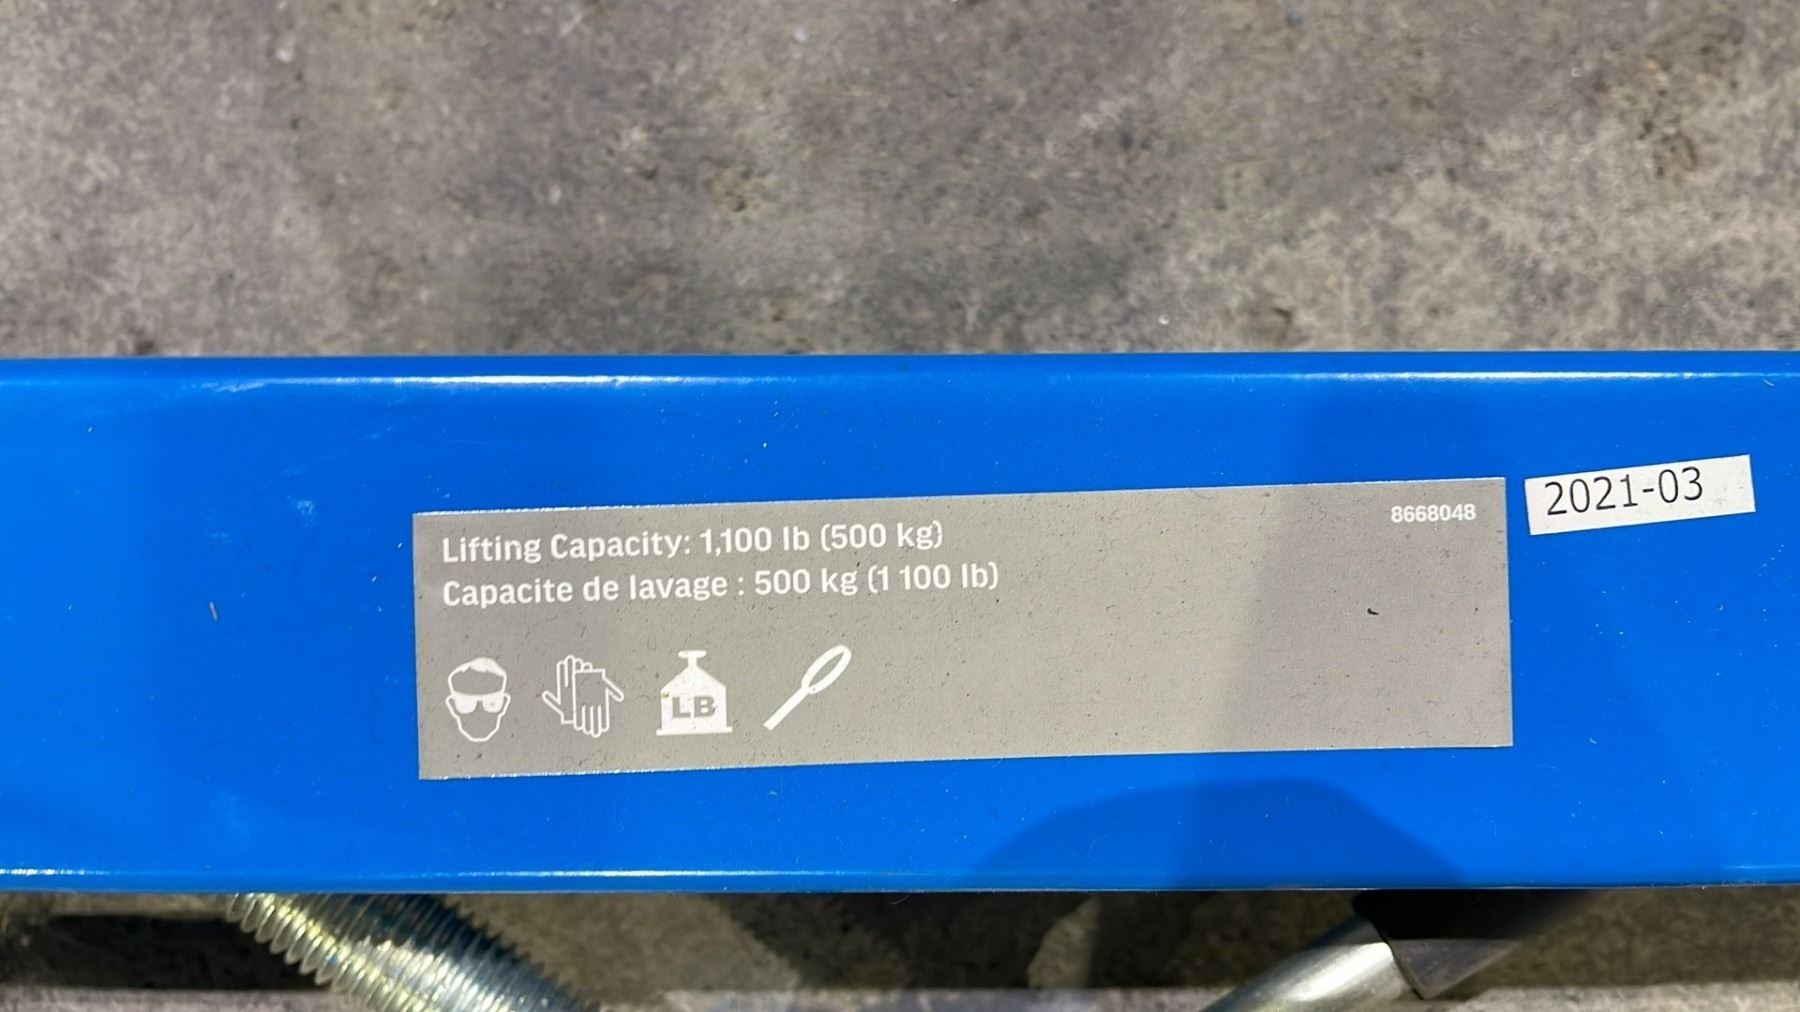 Lifting Capacity: 1,100 lb (500 kg)
8668048
2021-03
Capacite de lavage : 500 kg (1 100 lb)
LB